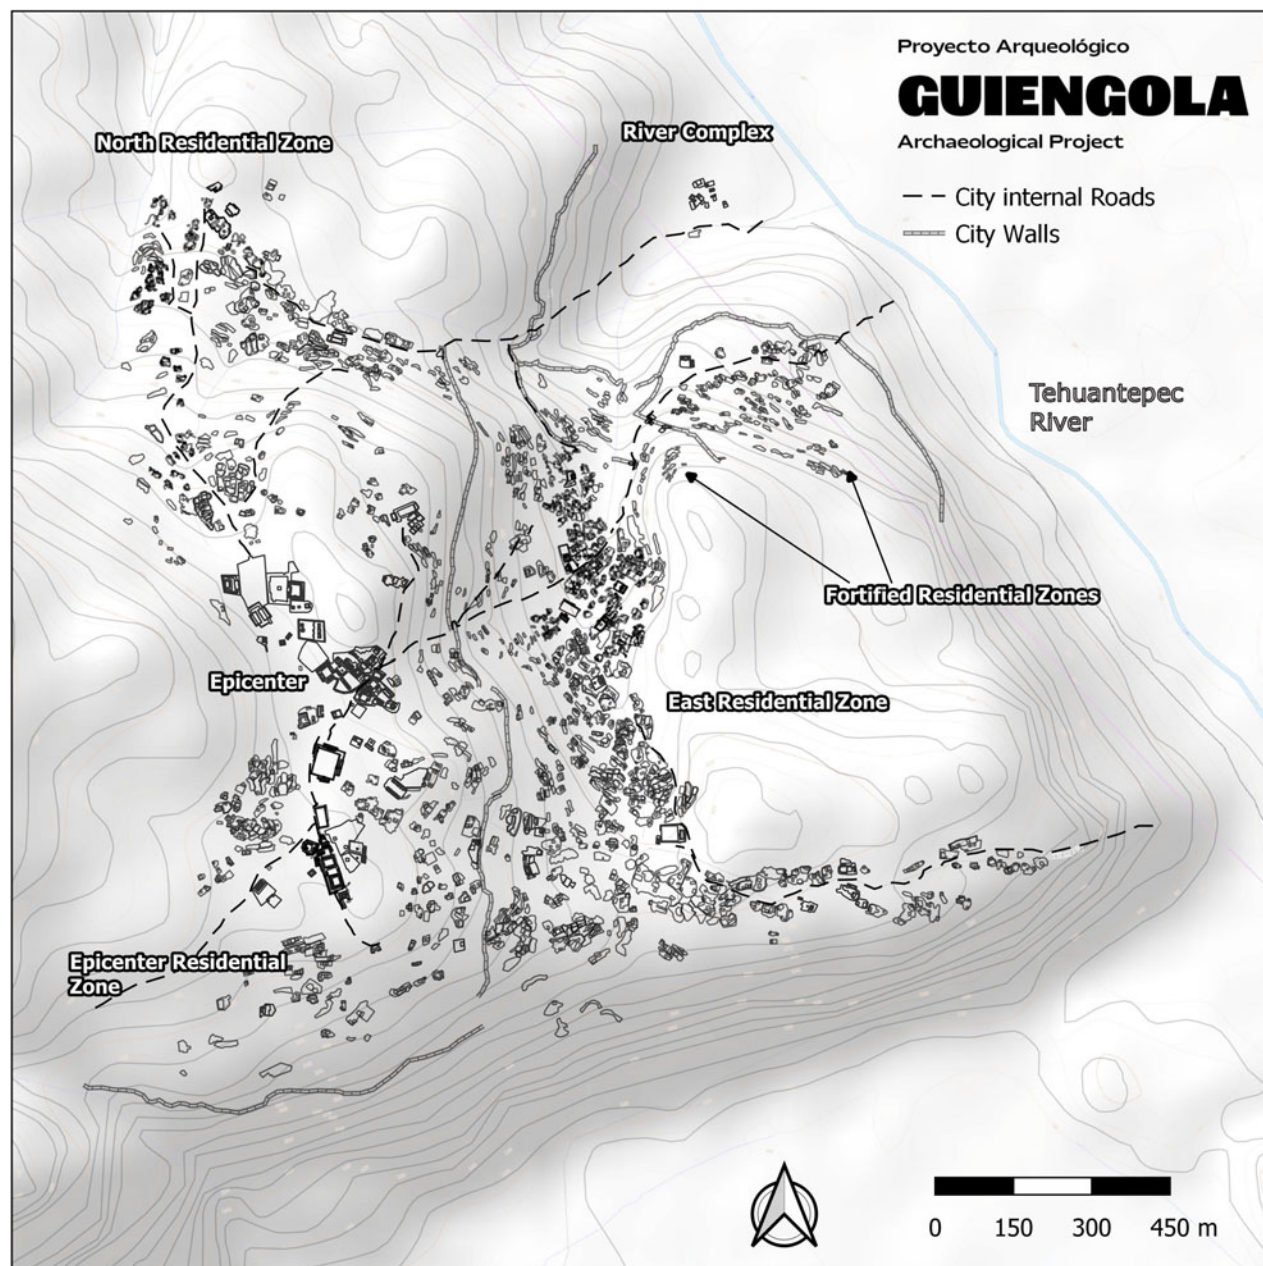 Proyecto Arqueológico
GUIENGOLA
Archaeological Project
City internal Roads
City Walls
North Residential Zone
River Complex
Tehuantepec
River
Fortified Residential Zones
Epicenter
East Residential Zone
Epicenter Residential
Zone
0 150 300 450 m